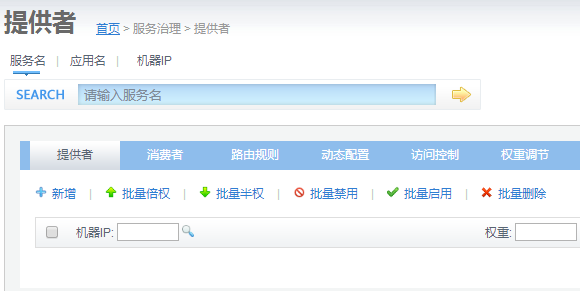 提供者 首页 > 服务治理 > 提供者
服务名 | 应用名 | 机器IP
SEARCH 请输入服务名
提供者 消费者 路由规则 动态配置 访问控制 权重调节
新增 | 批量倍权 | 批量半权 | 批量禁用 | 批量启用 | 批量删除
机器IP: 权重: